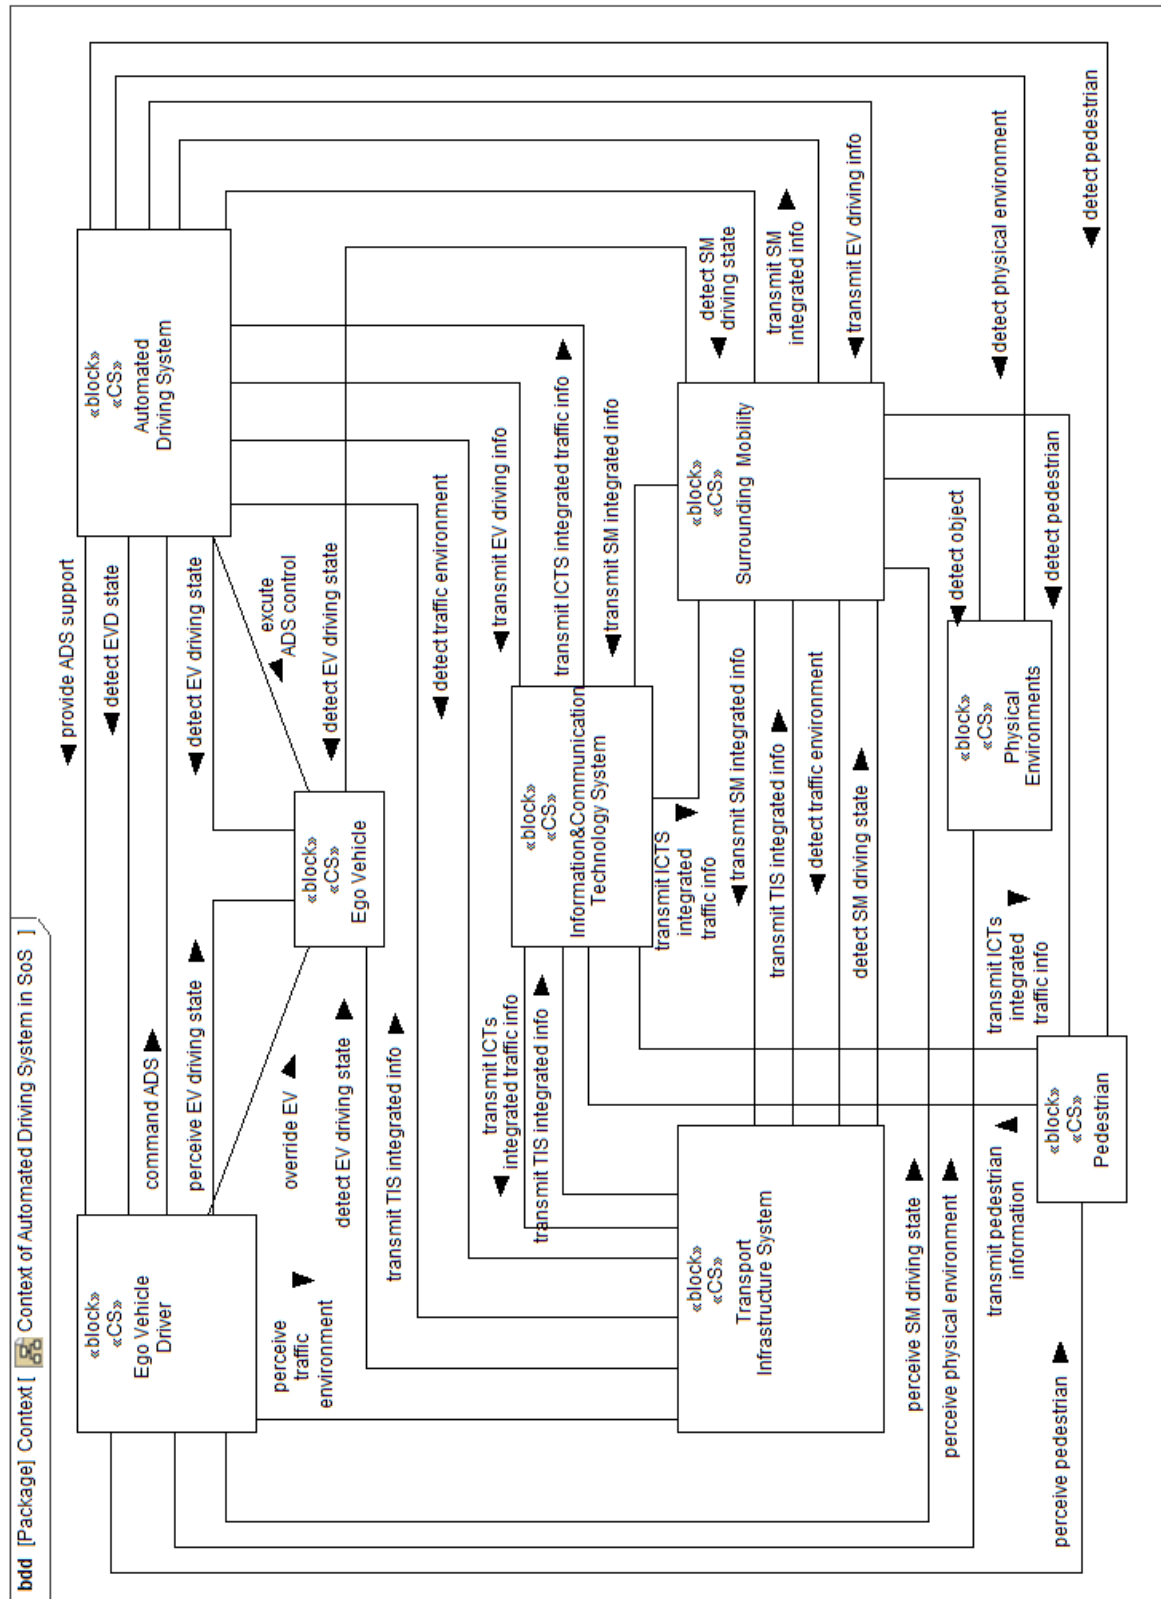 bdd [Package] Context [ Context of Automated Driving System in SoS ]
«block»
«CS»
Ego Vehicle
Driver
«block»
«CS»
Automated
Driving System
provide ADS support
detect EVD state
command ADS
detect EV driving state
perceive EV driving state
excute
ADS control
override EV
«block»
«CS»
Ego Vehicle
detect EV driving state
detect EV driving state
transmit TIS integrated info
perceive
traffic
environment
detect traffic environment
transmit EV driving info
transmit ICTS integrated traffic info
transmit SM integrated info
transmit ICTs
integrated traffic info
transmit TIS integrated info
«block»
«CS»
Information&Communication
Technology System
transmit ICTS
integrated
traffic info
detect SM
driving state
transmit SM
integrated info
transmit EV driving info
«block»
«CS»
Transport
Infrastructure System
«block»
«CS»
Surrounding Mobility
transmit SM integrated info
transmit TIS integrated info
detect traffic environment
detect SM driving state
perceive SM driving state
perceive physical environment
detect object
detect physical environment
«block»
«CS»
Physical
Environments
transmit pedestrian
information
transmit ICTs
integrated
traffic info
detect pedestrian
detect pedestrian
perceive pedestrian
«block»
«CS»
Pedestrian